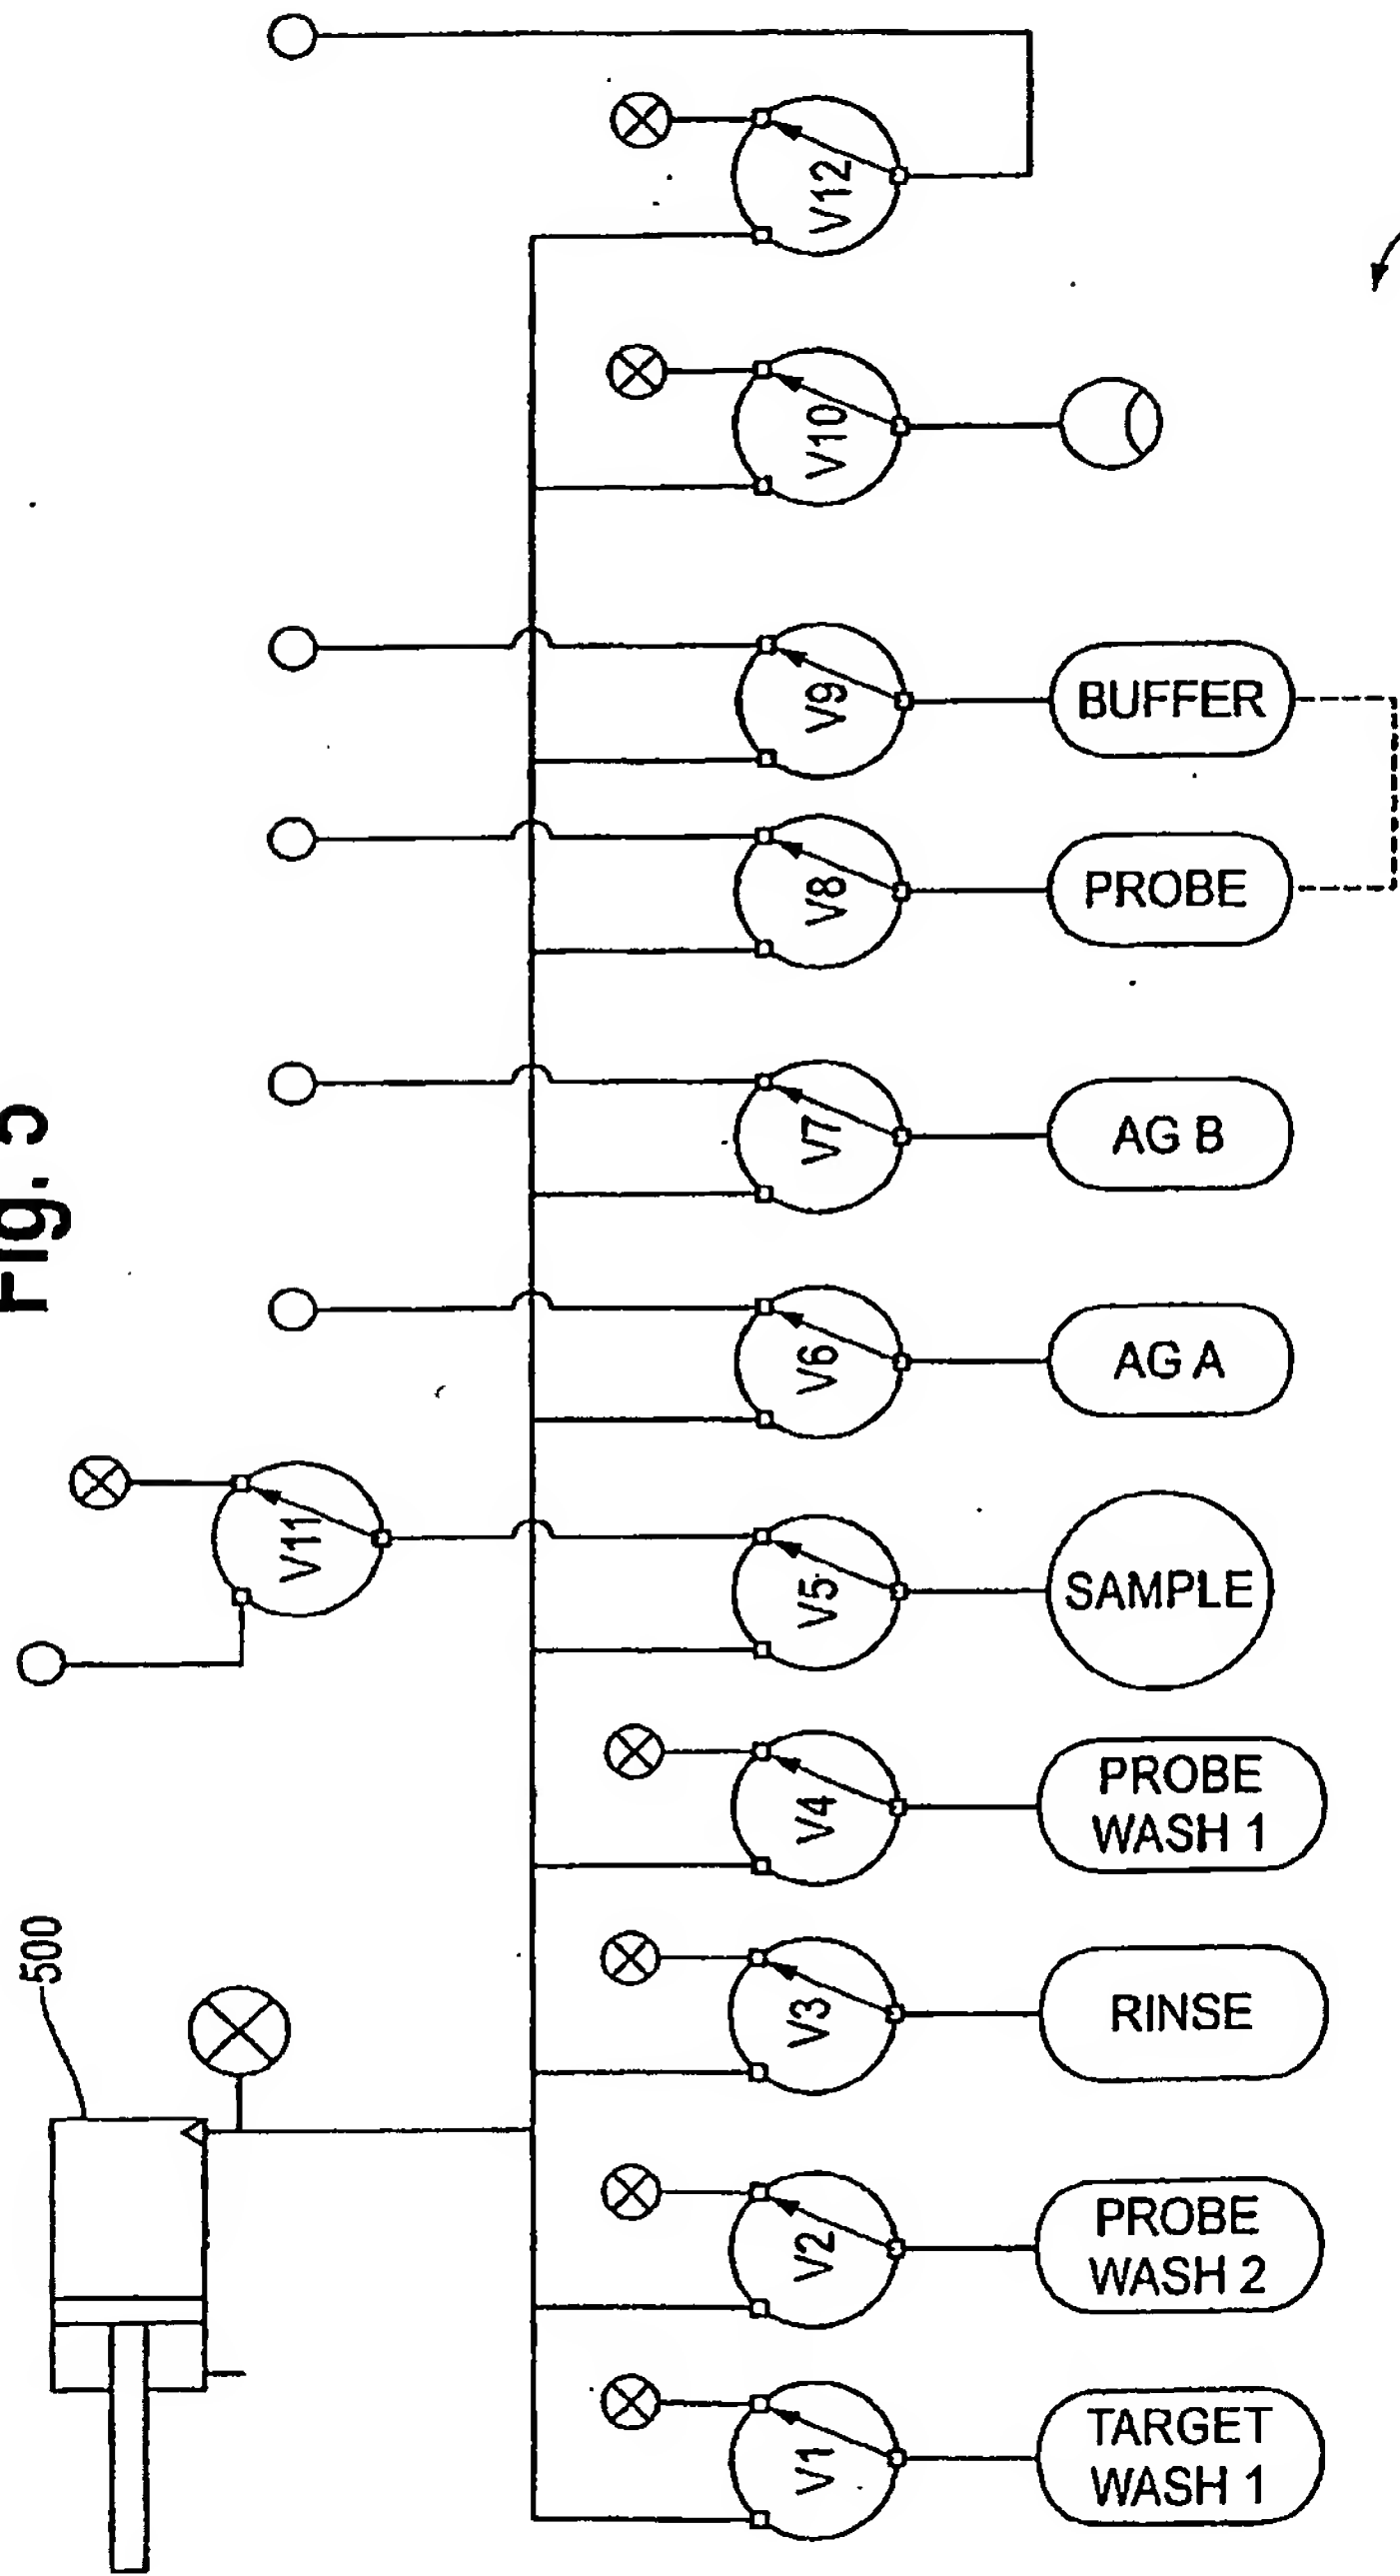 Fig. 5
500
V12
V10
V9
BUFFER
V8
PROBE
V7
AG B
V6
AG A
V11
V5
SAMPLE
V4
PROBE
WASH 1
V3
RINSE
V2
PROBE
WASH 2
V1
TARGET
WASH 1